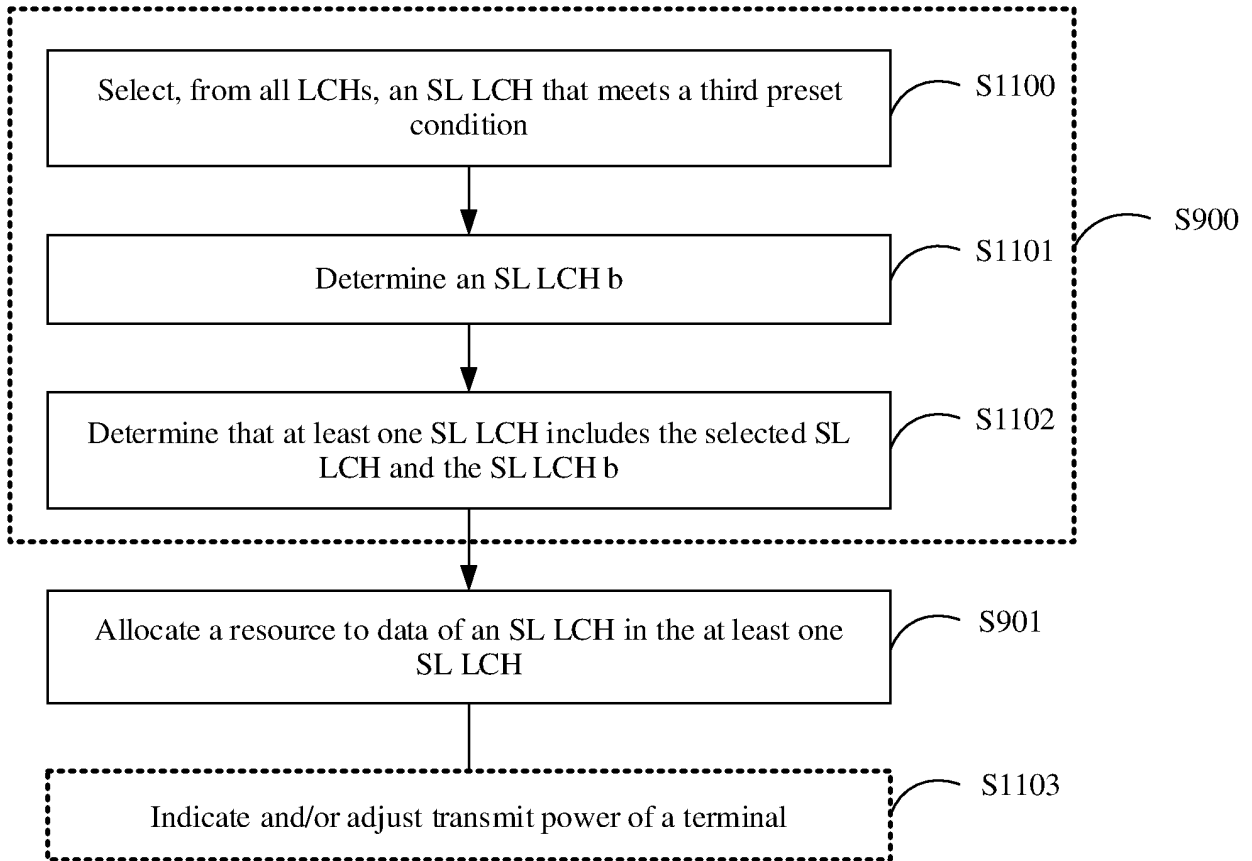 Select, from all LCHs, an SL LCH that meets a third preset
condition
S1100
S900
Determine an SL LCH b
S1101
Determine that at least one SL LCH includes the selected SL
LCH and the SL LCH b
S1102
Allocate a resource to data of an SL LCH in the at least one
SL LCH
S901
Indicate and/or adjust transmit power of a terminal
S1103